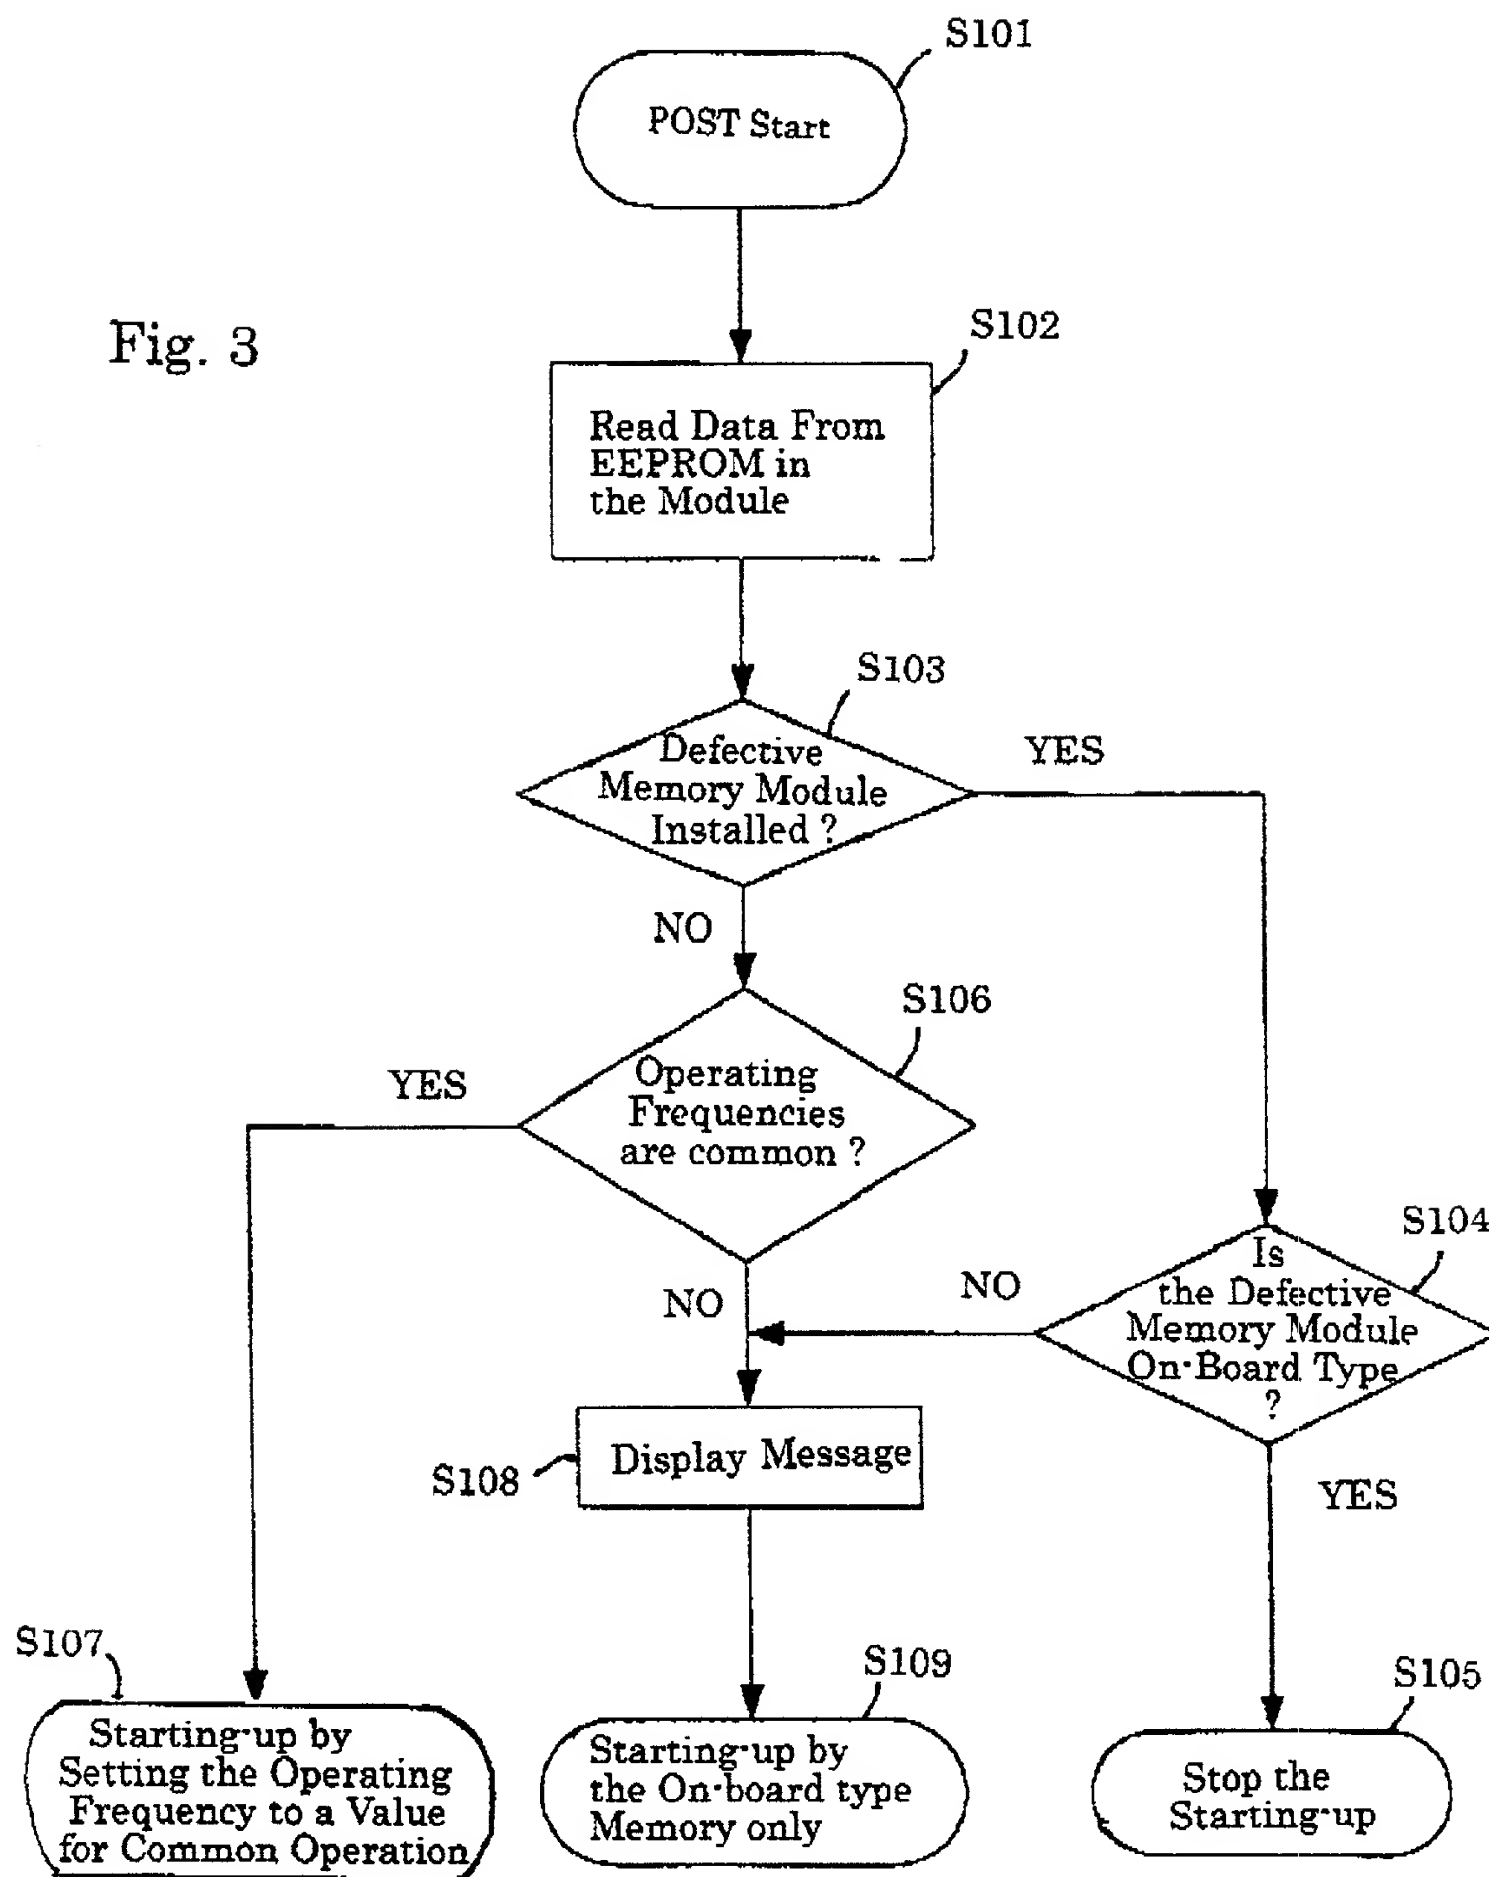 S101
POST Start
Fig. 3
S102
Read Data From
EEPROM in
the Module
S103
Defective
Memory Module
Installed ?
YES
NO
S106
Operating
Frequencies
are common ?
YES
NO
S104
Is
the Defective
Memory Module
On-Board Type
?
NO
YES
S108
Display Message
S107
Starting-up by
Setting the Operating
Frequency to a Value
for Common Operation
S109
Starting-up by
the On-board type
Memory only
S105
Stop the
Starting-up